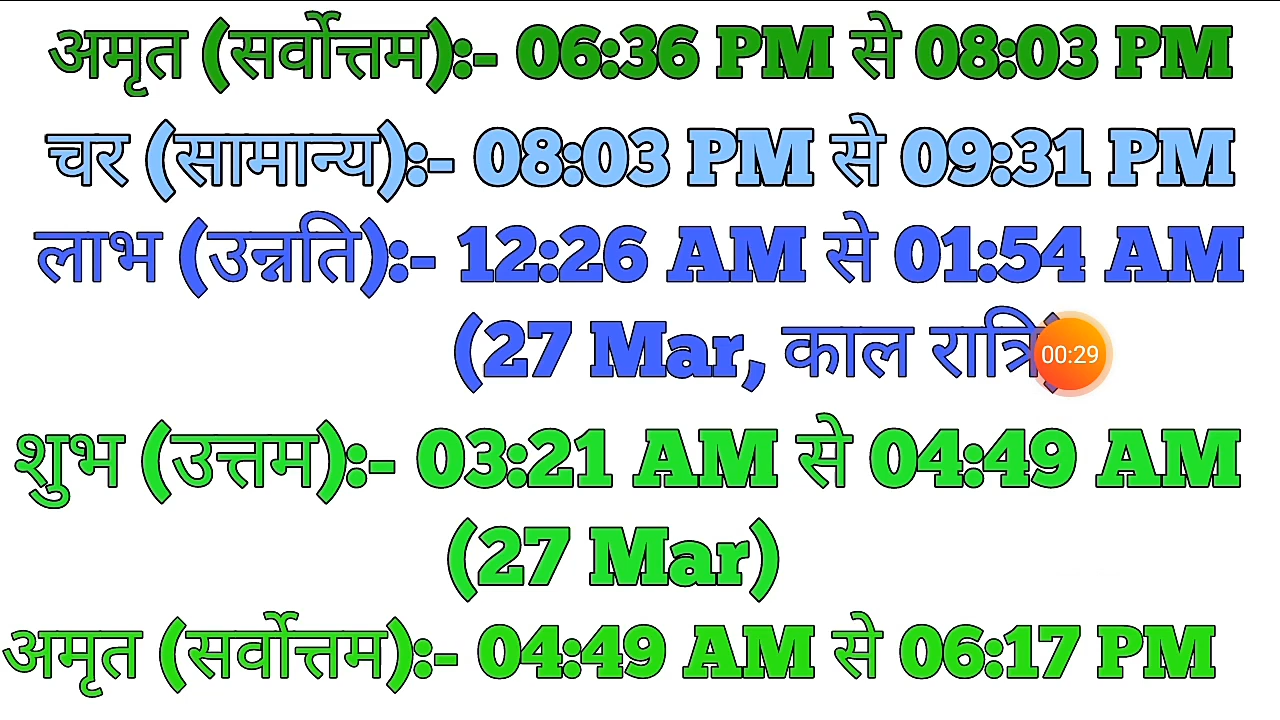 अमृत (सर्वोत्तम):- 06:36 PM से 08:03 PM
चर (सामान्य):- 08:03 PM से 09:31 PM
लाभ (उन्नति):- 12:26 AM से 01:54 AM
(27 Mar, काल रात्रि)
00:29
शुभ (उत्तम):- 03:21 AM से 04:49 AM
(27 Mar)
अमृत (सर्वोत्तम):- 04:49 AM से 06:17 PM